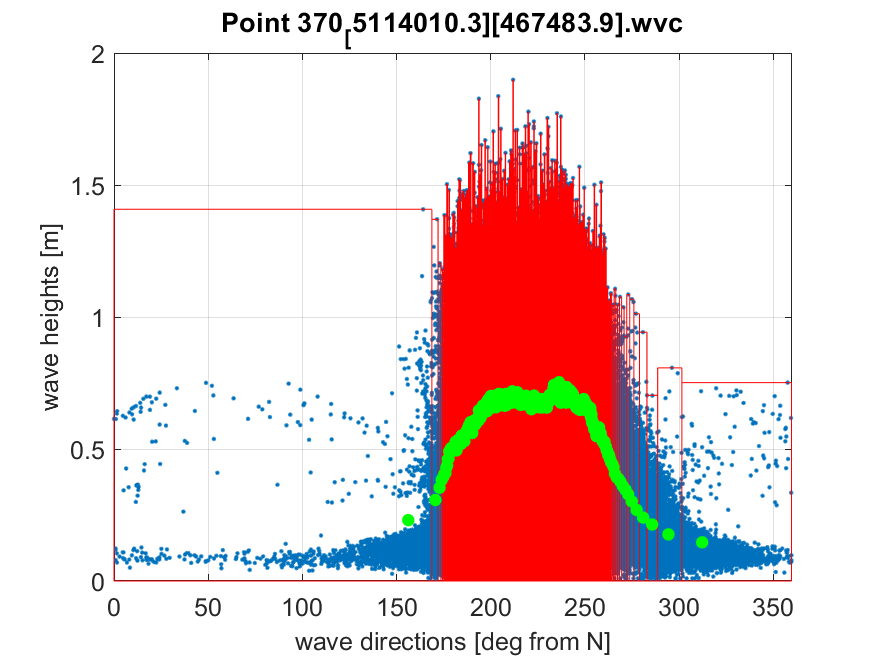 Point 370[5114010.3][467483.9].wvc
2
1.5
1
0.5
0
wave heights [m]
0 50 100 150 200 250 300 350
wave directions [deg from N]